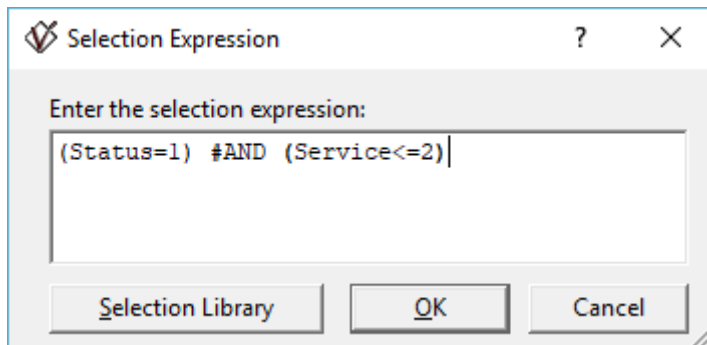 Selection Expression ?
Enter the selection expression:
(Status=1) #AND (Service<=2)
Selection Library OK Cancel